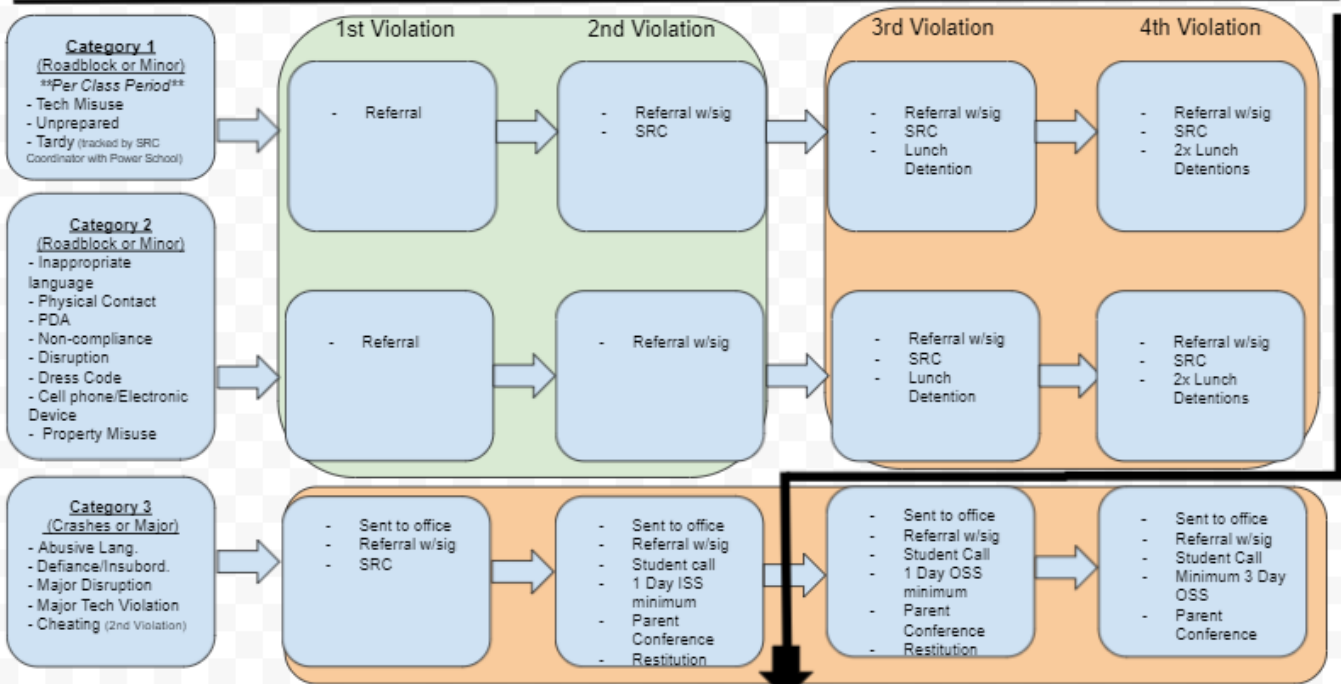 1st Violation
2nd Violation
3rd Violation
4th Violation
Category 1
(Roadblock or Minor)
**Per Class Period**
- Tech Misuse
- Unprepared
- Tardy (tracked by SRC
Coordinator with Power School)
- Referral
- Referral w/sig
- SRC
- Referral w/sig
- SRC
- Lunch
Detention
- Referral w/sig
- SRC
- 2x Lunch
Detentions
Category 2
(Roadblock or Minor)
- Inappropriate
language
- Physical Contact
- PDA
- Non-compliance
- Disruption
- Dress Code
- Cell phone/Electronic
Device
- Property Misuse
- Referral
- Referral w/sig
- Referral w/sig
- SRC
- Lunch
Detention
- Referral w/sig
- SRC
- 2x Lunch
Detentions
Category 3
(Crashes or Major)
- Abusive Lang.
- Defiance/Insubord.
- Major Disruption
- Major Tech Violation
- Cheating (2nd Violation)
- Sent to office
- Referral w/sig
- SRC
- Sent to office
- Referral w/sig
- Student call
- 1 Day ISS
minimum
- Parent
Conference
- Restitution
- Sent to office
- Referral w/sig
- Student Call
- 1 Day OSS
minimum
- Parent
Conference
- Restitution
- Sent to office
- Referral w/sig
- Student Call
- Minimum 3 Day
OSS
- Parent
Conference